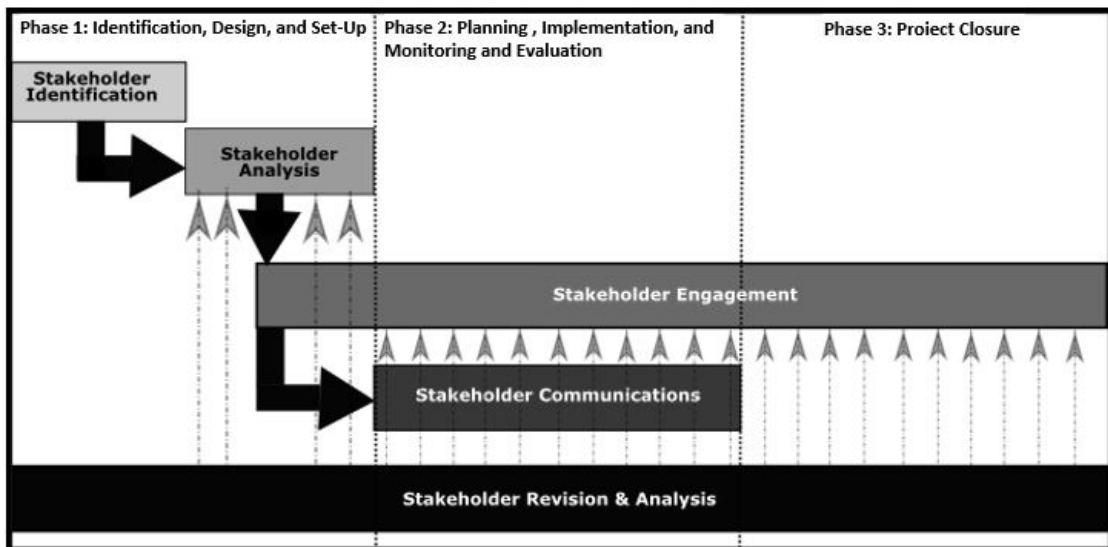 Phase 1: Identification, Design, and Set-Up
Phase 2: Planning , Implementation, and
Monitoring and Evaluation
Phase 3: Proiect Closure
Stakeholder
Identification
Stakeholder
Analysis
Stakeholder Engagement
Stakeholder Communications
Stakeholder Revision & Analysis